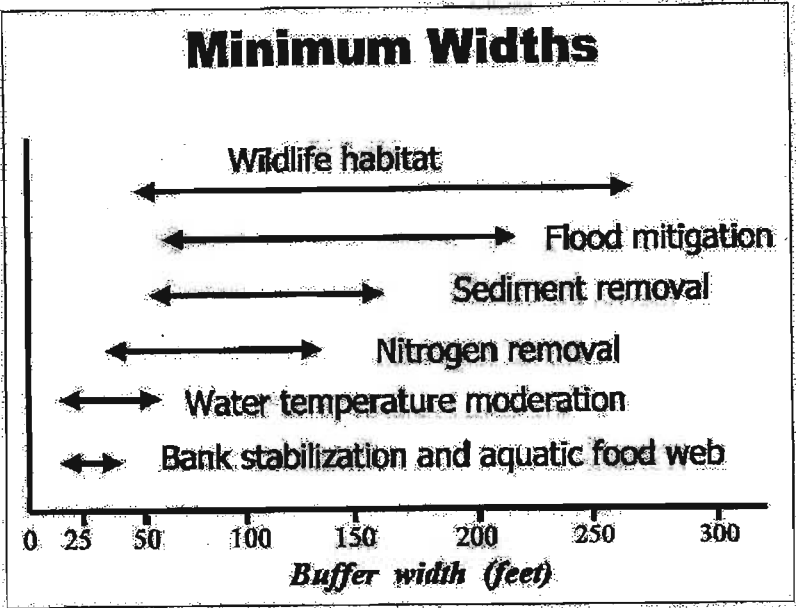 Minimum Widths
Wildlife habitat
Flood mitigation
Sediment removal
Nitrogen removal
Water temperature moderation
Bank stabilization and aquatic food web
0 25 50 100 150 200 250 300
Buffer width (feet)